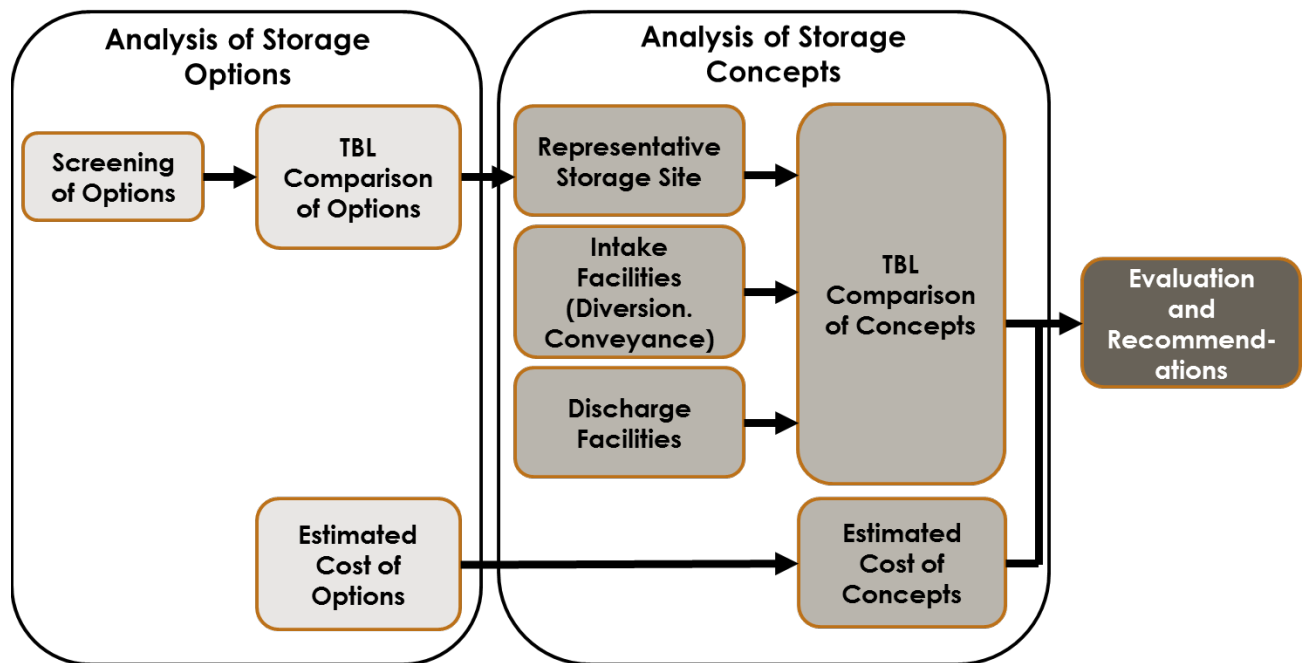 Analysis of Storage
Options
Screening
of Options
TBL
Comparison
of Options
Estimated
Cost of
Options
Analysis of Storage
Concepts
Representative
Storage Site
Intake
Facilities
(Diversion.
Conveyance)
Discharge
Facilities
TBL
Comparison
of Concepts
Estimated
Cost of
Concepts
Evaluation
and
Recommend-
ations